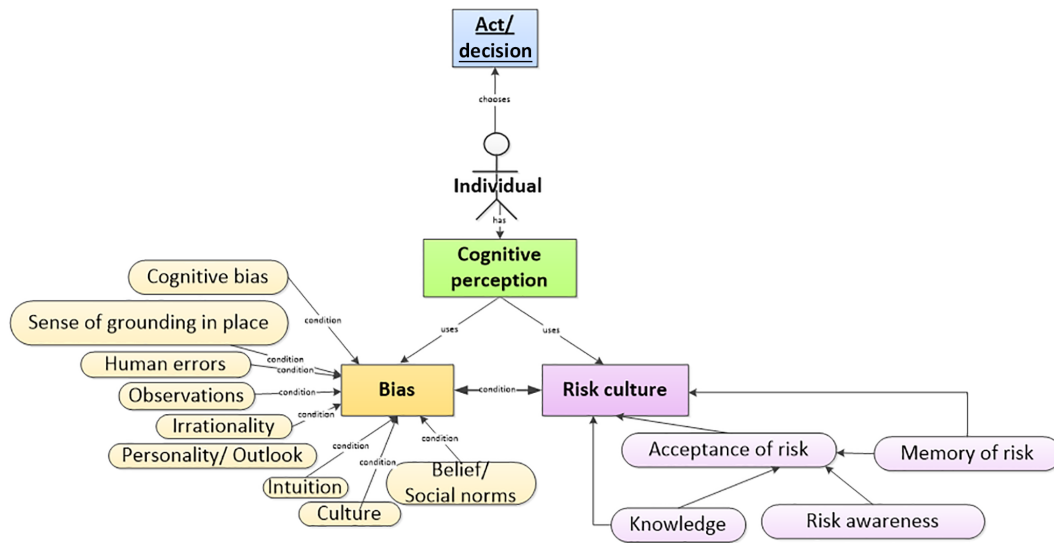 Act/
decision
chooses
Individual
has
Cognitive
perception
uses
uses
Cognitive bias
condition
Sense of grounding in place
condition
Human errors
condition
Observations
condition
Irrationality
condition
Personality/ Outlook
Intuition
condition
Culture
condition
Belief/
Social norms
condition
Bias
condition
Risk culture
Acceptance of risk
Memory of risk
Knowledge
Risk awareness